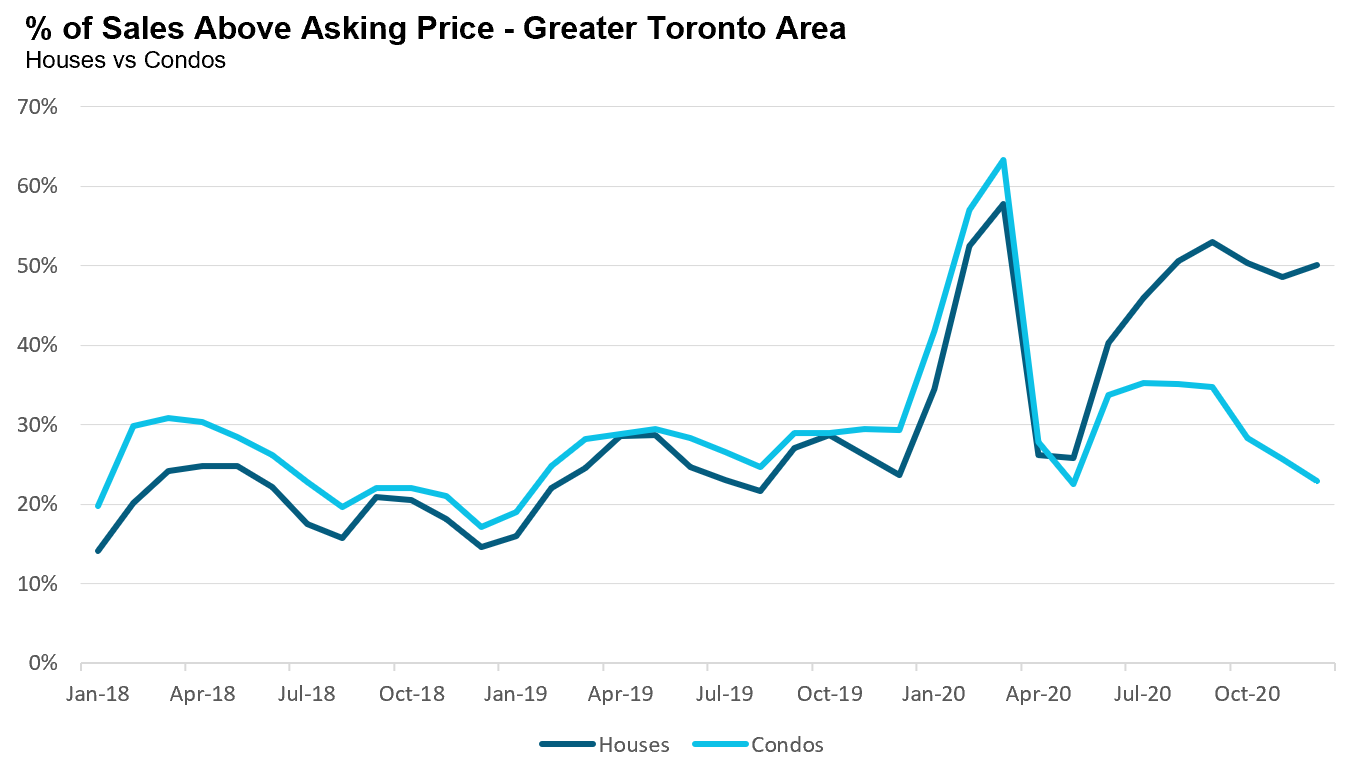 % of Sales Above Asking Price - Greater Toronto Area
Houses vs Condos
70%
60%
50%
40%
30%
20%
10%
0%
Jan-18 Apr-18 Jul-18 Oct-18 Jan-19 Apr-19 Jul-19 Oct-19 Jan-20 Apr-20 Jul-20 Oct-20
Houses Condos